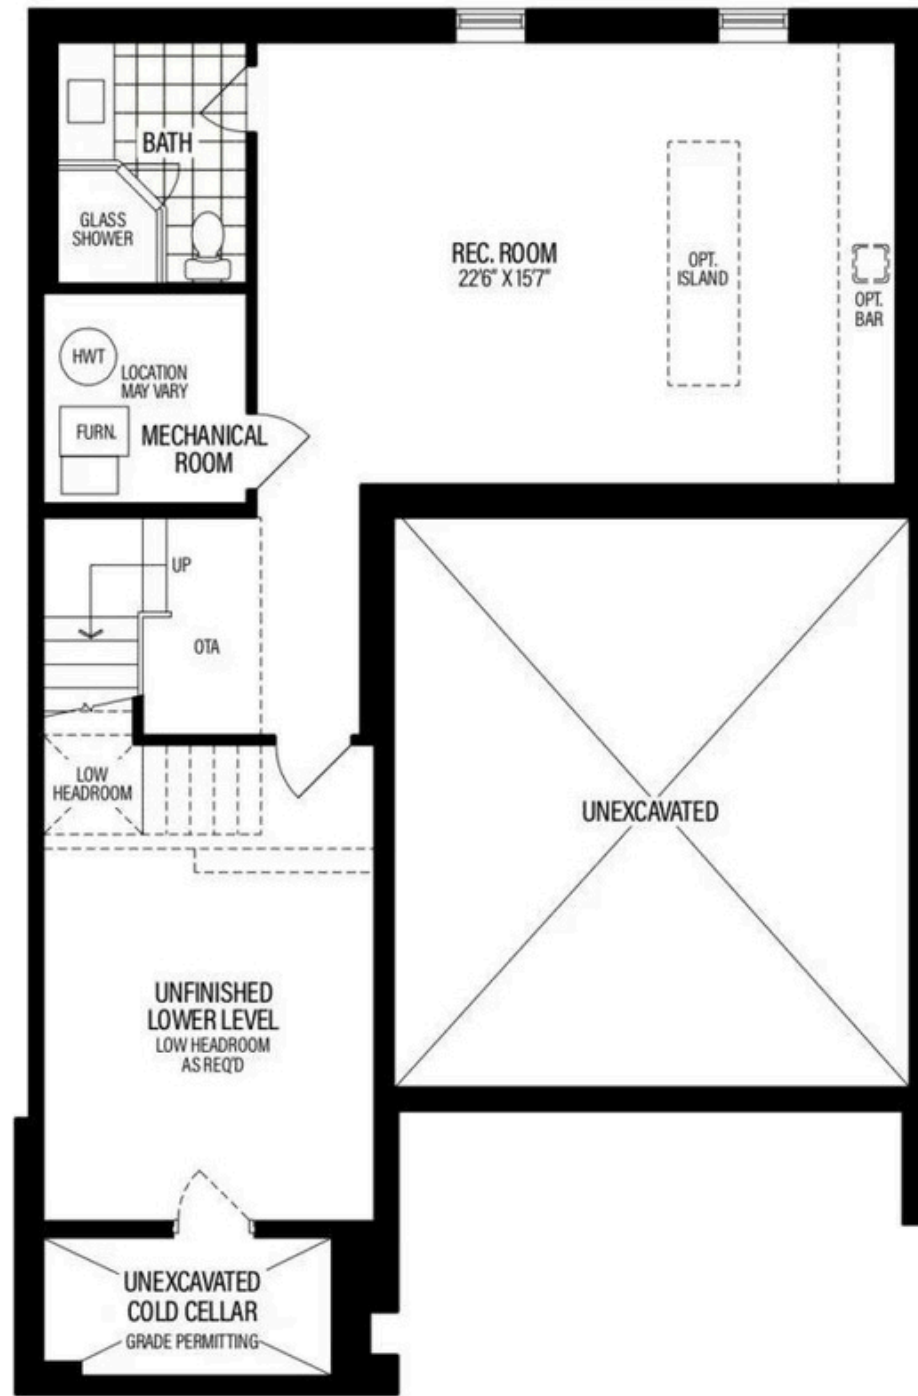 BATH
GLASS
SHOWER
REC. ROOM
22'6" X 15'7"
OPT.
ISLAND
OPT.
BAR
HWT
LOCATION
MAY VARY
FURN.
MECHANICAL
ROOM
UP
OTA
LOW
HEADROOM
UNEXCAVATED
UNFINISHED
LOWER LEVEL
LOW HEADROOM
AS REQ'D
UNEXCAVATED
COLD CELLAR
GRADE PERMITTING